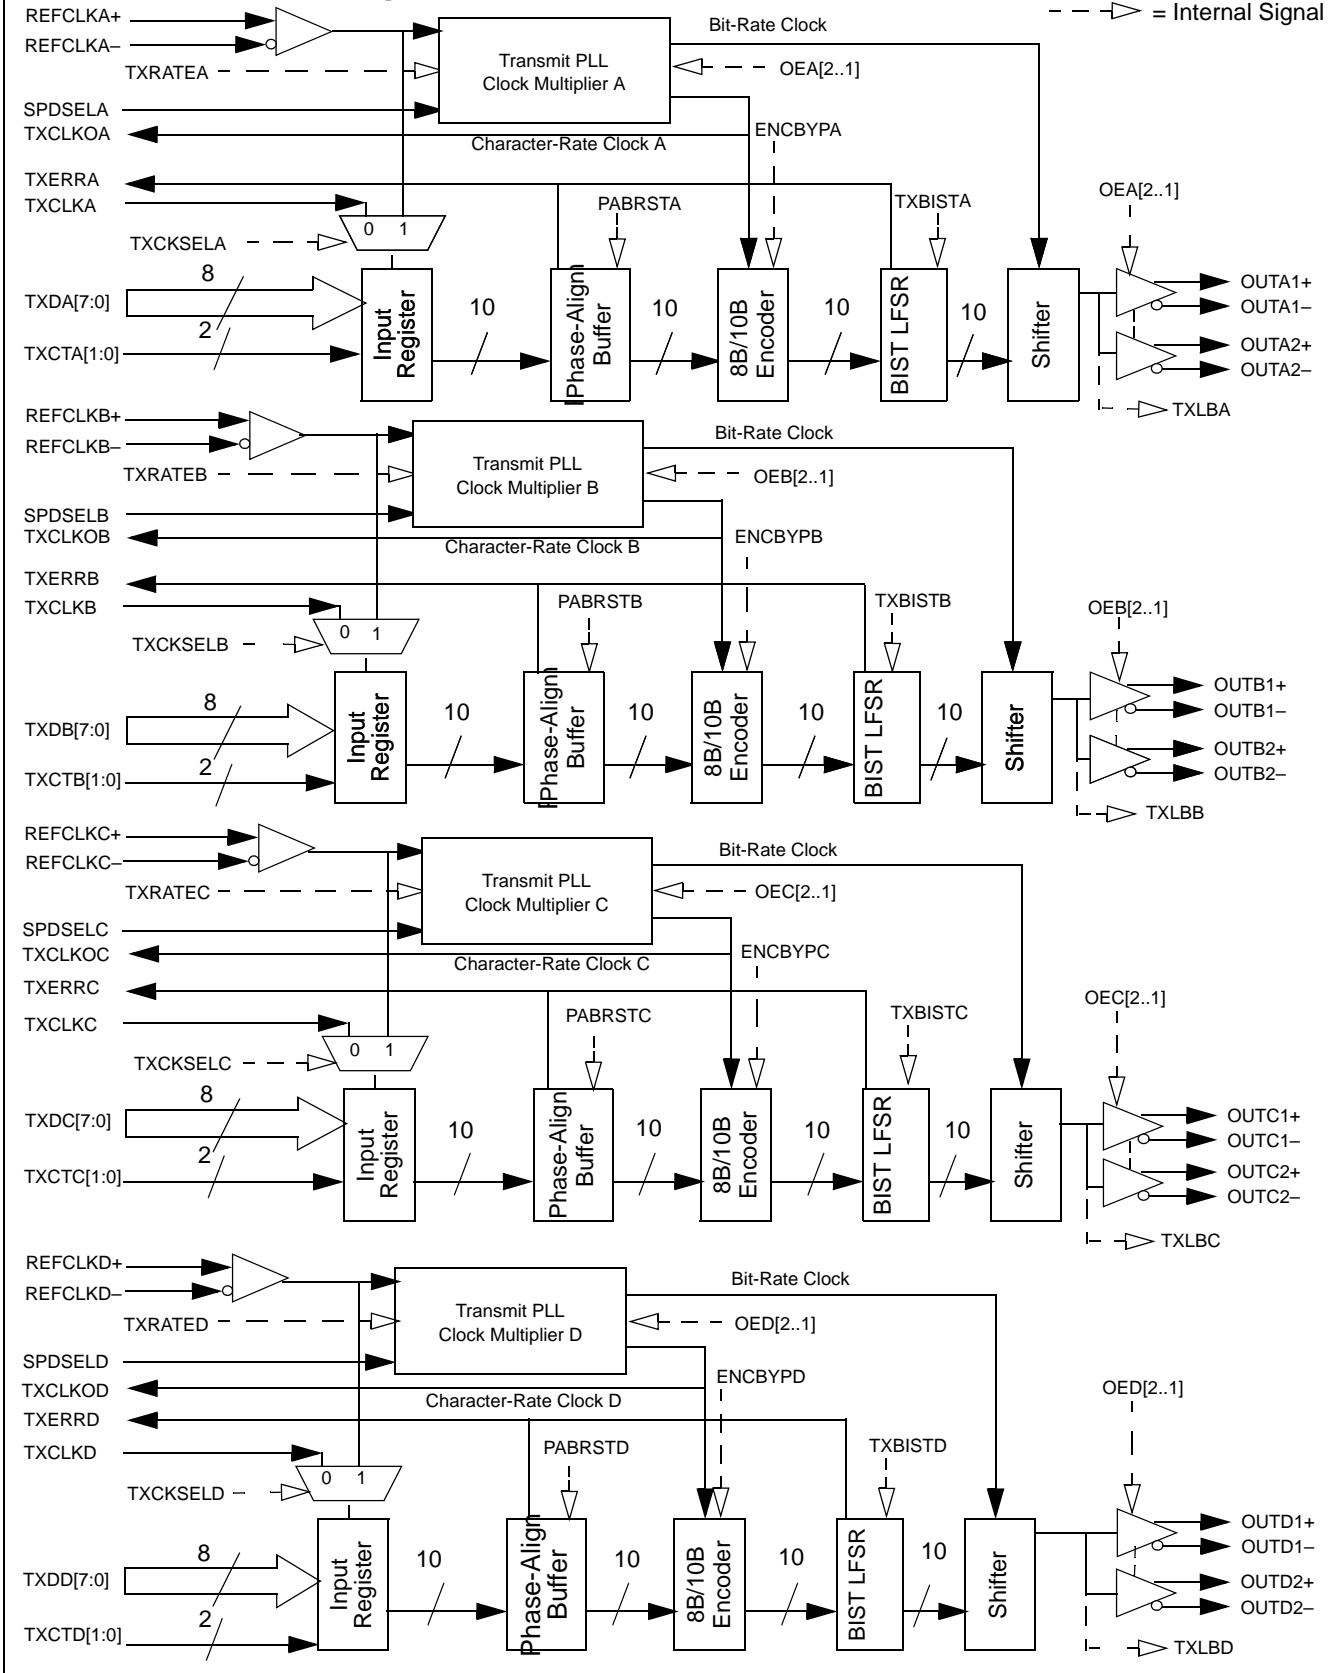 REFCLKA+
Bit-Rate Clock
= Internal Signal
REFCLKA–
Transmit PLL
Clock Multiplier A
TXRATEA
OEA[2..1]
SPDSELA
TXCLKOA
Character-Rate Clock A
ENCBYPA
TXERRA
TXCLKA
PABRSTA
TXBISTA
OEA[2..1]
0 1
TXCKSELA
8
TXDA[7:0]
2
TXCTA[1:0]
Input
Register
10
Phase-Align
Buffer
10
8B/10B
Encoder
10
BIST LFSR
10
Shifter
OUTA1+
OUTA1–
OUTA2+
OUTA2–
TXLBA
REFCLKB+
Bit-Rate Clock
REFCLKB–
Transmit PLL
Clock Multiplier B
TXRATEB
OEB[2..1]
SPDSELB
TXCLKOB
Character-Rate Clock B
ENCBYPB
TXERRB
TXCLKB
PABRSTB
TXBISTB
OEB[2..1]
0 1
TXCKSELB
8
TXDB[7:0]
2
TXCTB[1:0]
Input
Register
10
Phase-Align
Buffer
10
8B/10B
Encoder
10
BIST LFSR
10
Shifter
OUTB1+
OUTB1–
OUTB2+
OUTB2–
TXLBB
REFCLKC+
Bit-Rate Clock
REFCLKC–
Transmit PLL
Clock Multiplier C
TXRATEC
OEC[2..1]
SPDSELC
TXCLKOC
Character-Rate Clock C
ENCBYPC
TXERRC
TXCLKC
PABRSTC
TXBISTC
OEC[2..1]
0 1
TXCKSELC
8
TXDC[7:0]
2
TXCTC[1:0]
Input
Register
10
Phase-Align
Buffer
10
8B/10B
Encoder
10
BIST LFSR
10
Shifter
OUTC1+
OUTC1–
OUTC2+
OUTC2–
TXLBC
REFCLKD+
Bit-Rate Clock
REFCLKD–
Transmit PLL
Clock Multiplier D
TXRATED
OED[2..1]
SPDSELD
TXCLKOD
Character-Rate Clock D
ENCBYPD
TXERRD
TXCLKD
PABRSTD
TXBISTD
OED[2..1]
0 1
TXCKSELD
8
TXDD[7:0]
2
TXCTD[1:0]
Input
Register
10
Phase-Align
Buffer
10
8B/10B
Encoder
10
BIST LFSR
10
Shifter
OUTD1+
OUTD1–
OUTD2+
OUTD2–
TXLBD